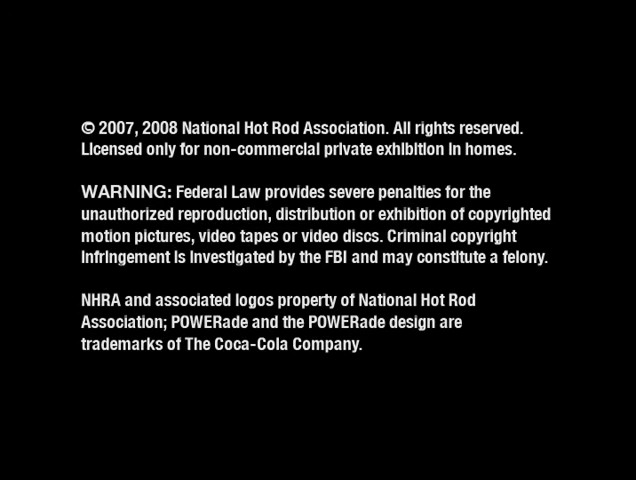 © 2007, 2008 National Hot Rod Association. All rights reserved.
Licensed only for non-commercial private exhibition in homes.
WARNING: Federal Law provides severe penalties for the
unauthorized reproduction, distribution or exhibition of copyrighted
motion pictures, video tapes or video discs. Criminal copyright
infringement is investigated by the FBI and may constitute a felony.
NHRA and associated logos property of National Hot Rod
Association; POWERade and the POWERade design are
trademarks of The Coca-Cola Company.